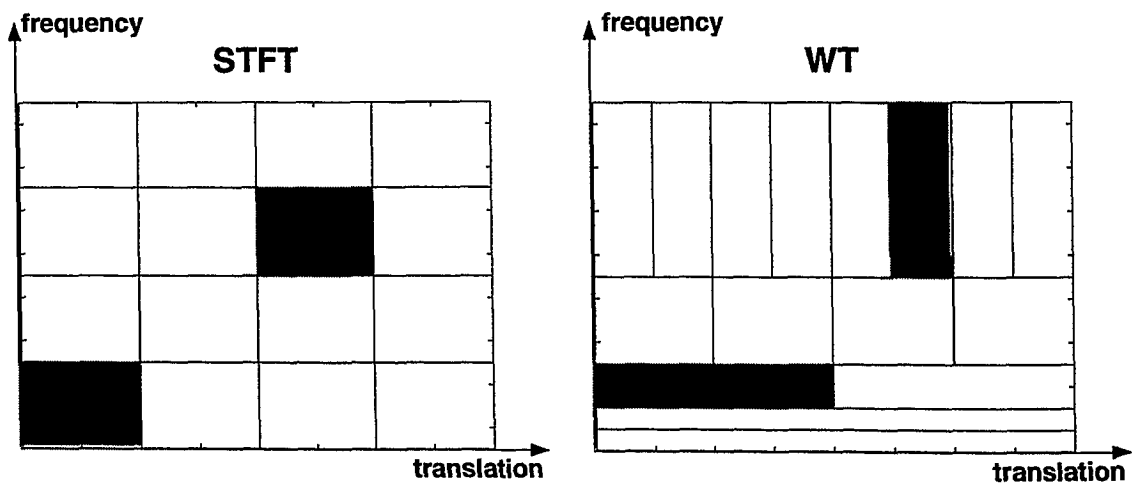 frequency
STFT
translation
frequency
WT
translation